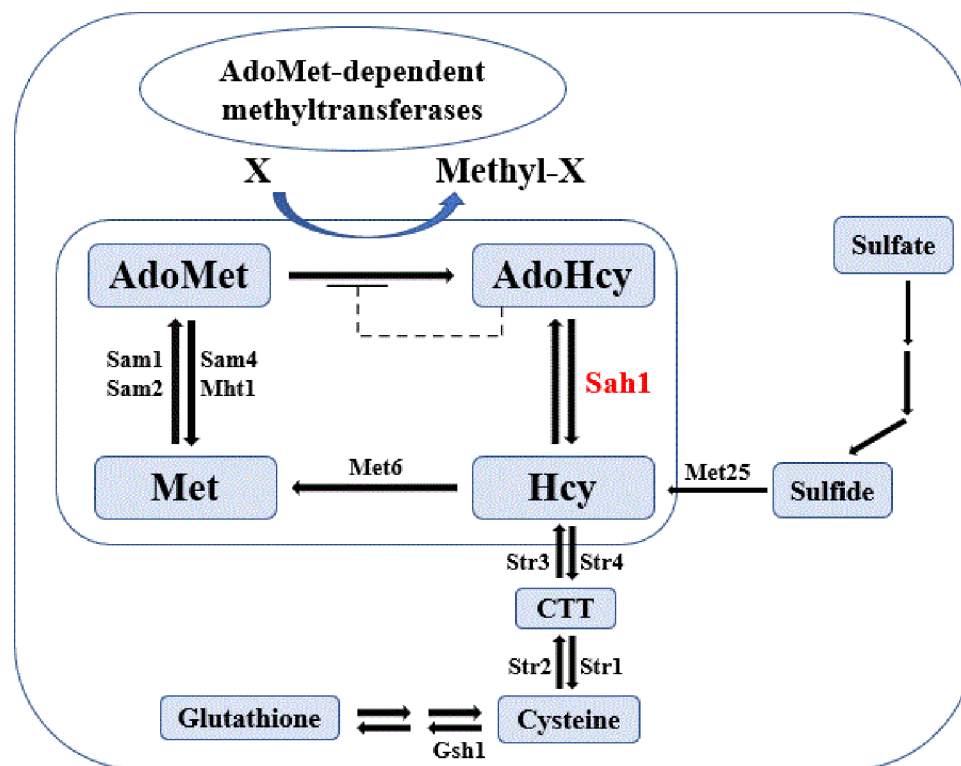 AdoMet-dependent
methyltransferases
X
Methyl-X
AdoMet
AdoHcy
Sulfate
Sam1
Sam2
Sam4
Mht1
Sah1
Met
Met6
Hcy
Met25
Sulfide
Str3
Str4
CTT
Str2
Str1
Glutathione
Gsh1
Cysteine